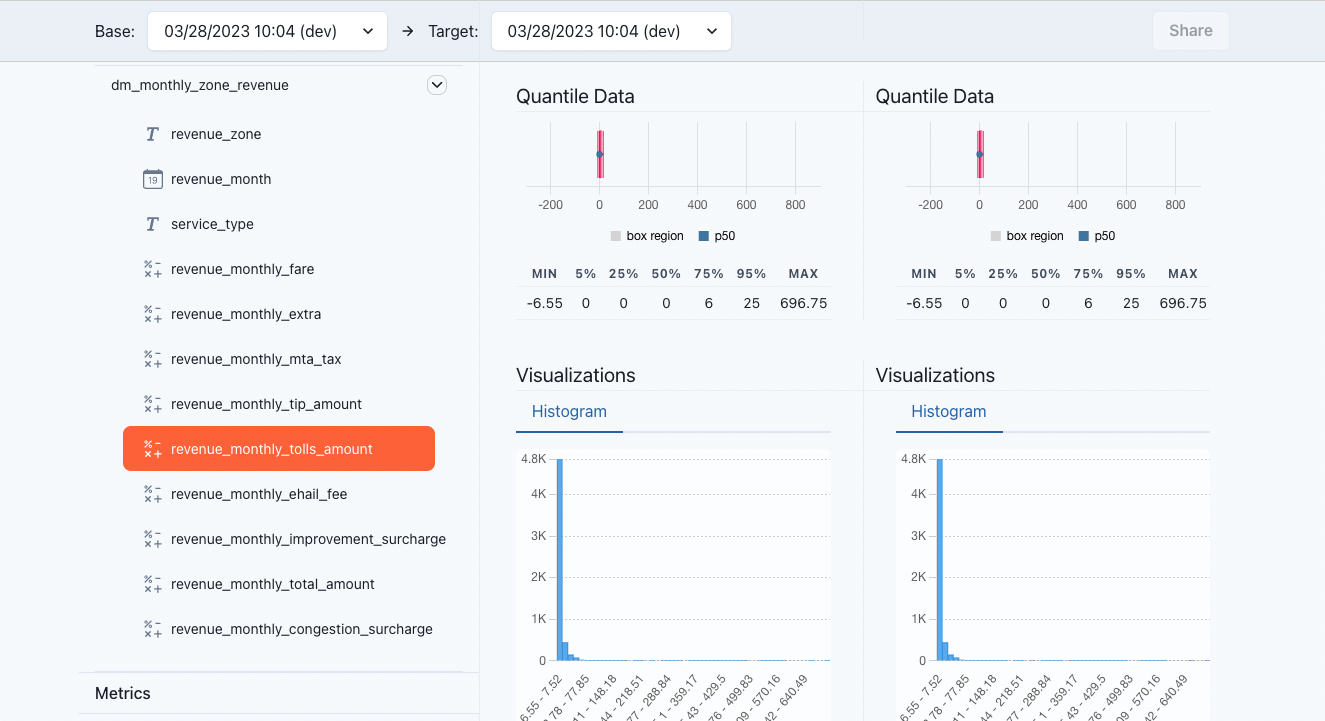 Base: 03/28/2023 10:04 (dev) → Target: 03/28/2023 10:04 (dev) Share
dm_monthly_zone_revenue
revenue_zone
19 revenue_month
service_type
revenue_monthly_fare
revenue_monthly_extra
revenue_monthly_mta_tax
revenue_monthly_tip_amount
revenue_monthly_tolls_amount
revenue_monthly_ehail_fee
revenue_monthly_improvement_surcharge
revenue_monthly_total_amount
revenue_monthly_congestion_surcharge
Metrics
Quantile Data
-200 0 200 400 600 800
box region p50
MIN 5% 25% 50% 75% 95% MAX
-6.55 0 0 0 6 25 696.75
Visualizations
Histogram
4.8K
4K
3K
2K
1K
0
6.55 - 7.52 .78 - 77.85 11 - 148.18 44 - 218.51 77 - 288.84 1 - 359.17 43 - 429.5 76 - 499.83 09 - 570.16 42 - 640.49
Quantile Data
-200 0 200 400 600 800
box region p50
MIN 5% 25% 50% 75% 95% MAX
-6.55 0 0 0 6 25 696.75
Visualizations
Histogram
4.8K
4K
3K
2K
1K
0
6.55 - 7.52 .78 - 77.85 11 - 148.18 44 - 218.51 77 - 288.84 1 - 359.17 43 - 429.5 76 - 499.83 09 - 570.16 42 - 640.49